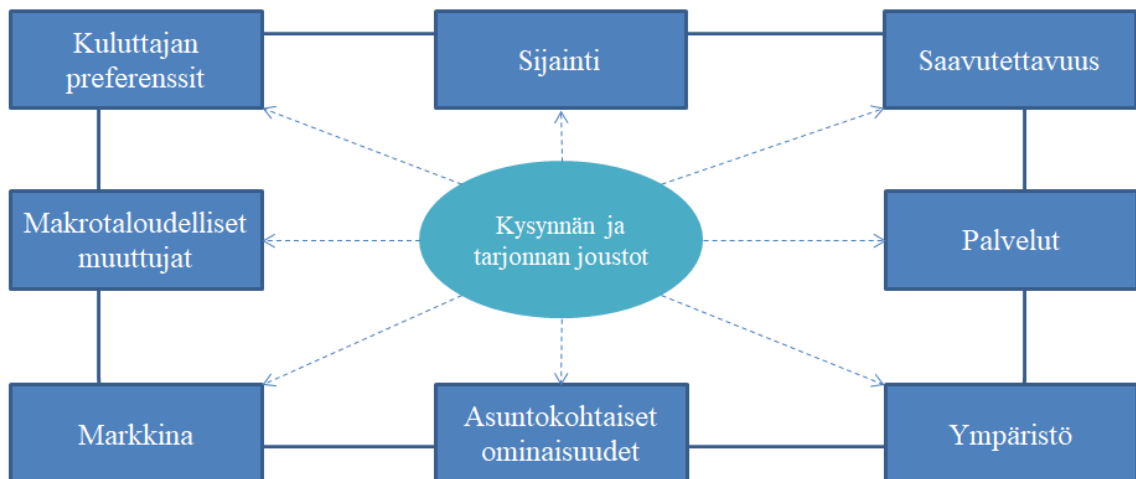 Kuluttajan
preferenssit
Sijainti
Saavutettavuus
Makrotaloudelliset
muuttujat
Kysynnän ja
tarjonnan joustot
Palvelut
Markkina
Asuntokohtaiset
ominaisuudet
Ympäristö